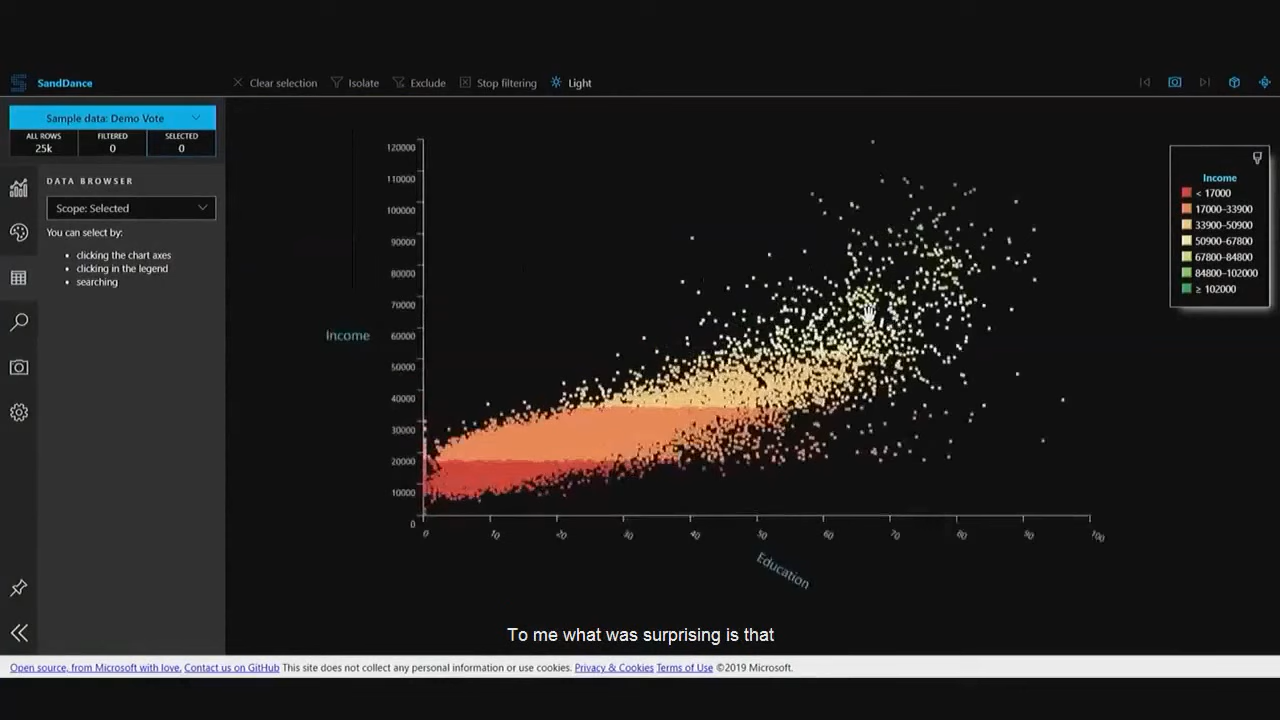 SandDance
Clear selection Isolate Exclude Stop filtering Light
Sample data: Demo Vote
ALL ROWS FILTERED SELECTED
25k 0 0
DATA BROWSER
Scope: Selected
You can select by:
clicking the chart axes
clicking in the legend
searching
120000
110000
100000
90000
80000
70000
60000
50000
40000
30000
20000
10000
0
Income
0 10 20 30 40 50 60 70 80 90 100
Education
Income
< 17000
17000–33900
33900–50900
50900–67800
67800–84800
84800–102000
≥ 102000
To me what was surprising is that
Open source, from Microsoft with love. Contact us on GitHub This site does not collect any personal information or use cookies. Privacy & Cookies Terms of Use ©2019 Microsoft.